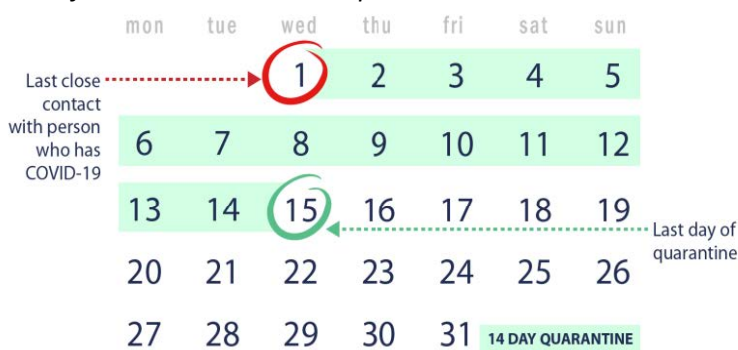 mon tue wed thu fri sat sun
Last close
contact
with person
who has
COVID-19
1 2 3 4 5
6 7 8 9 10 11 12
13 14 15 16 17 18 19
Last day of
quarantine
20 21 22 23 24 25 26
27 28 29 30 31 14 DAY QUARANTINE